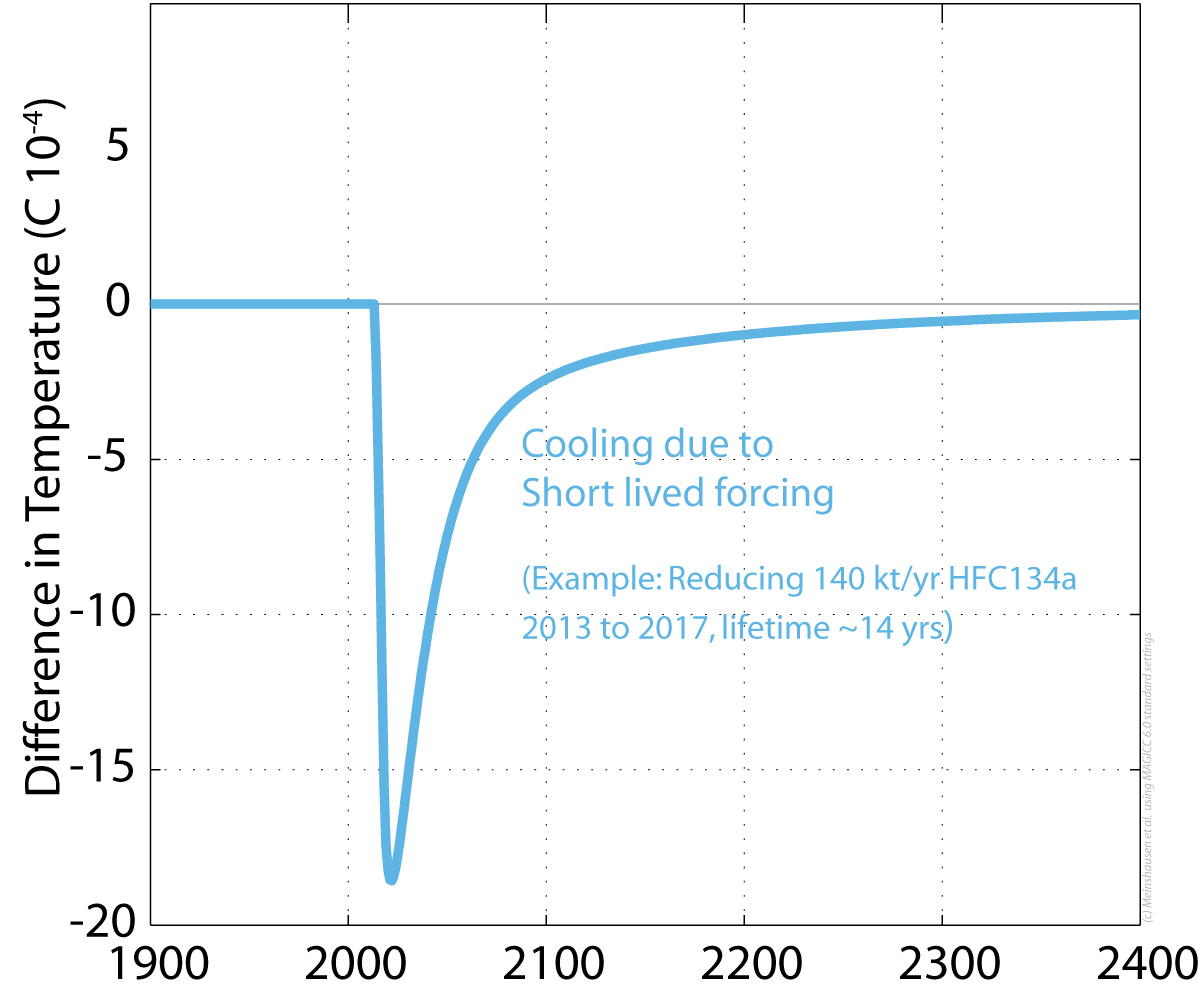 Difference in Temperature (C 10⁻⁴)
5
0
-5
-10
-15
-20
1900 2000 2100 2200 2300 2400
Cooling due to
Short lived forcing
(Example: Reducing 140 kt/yr HFC134a
2013 to 2017, lifetime ~14 yrs)
(c) Meinshausen et al. using MAGICC 6.0 standard settings